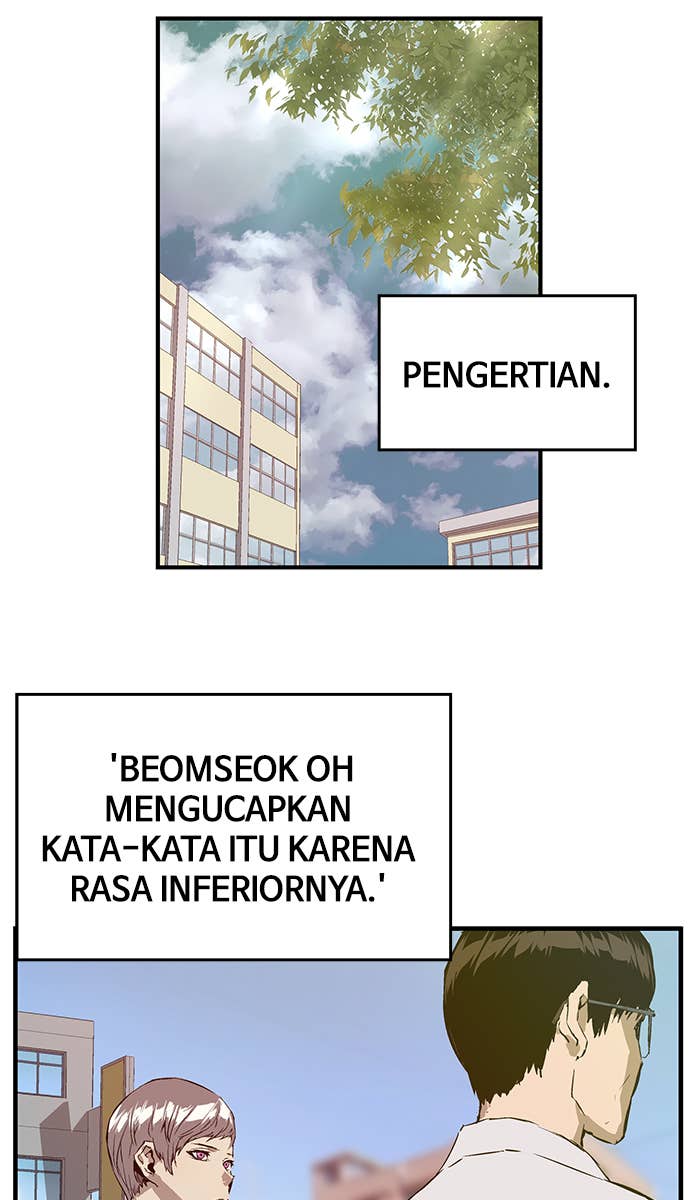 PENGERTIAN.
'BEOMSEOK OH
MENGUCAPKAN
KATA-KATA ITU KARENA
RASA INFERIORNYA.'